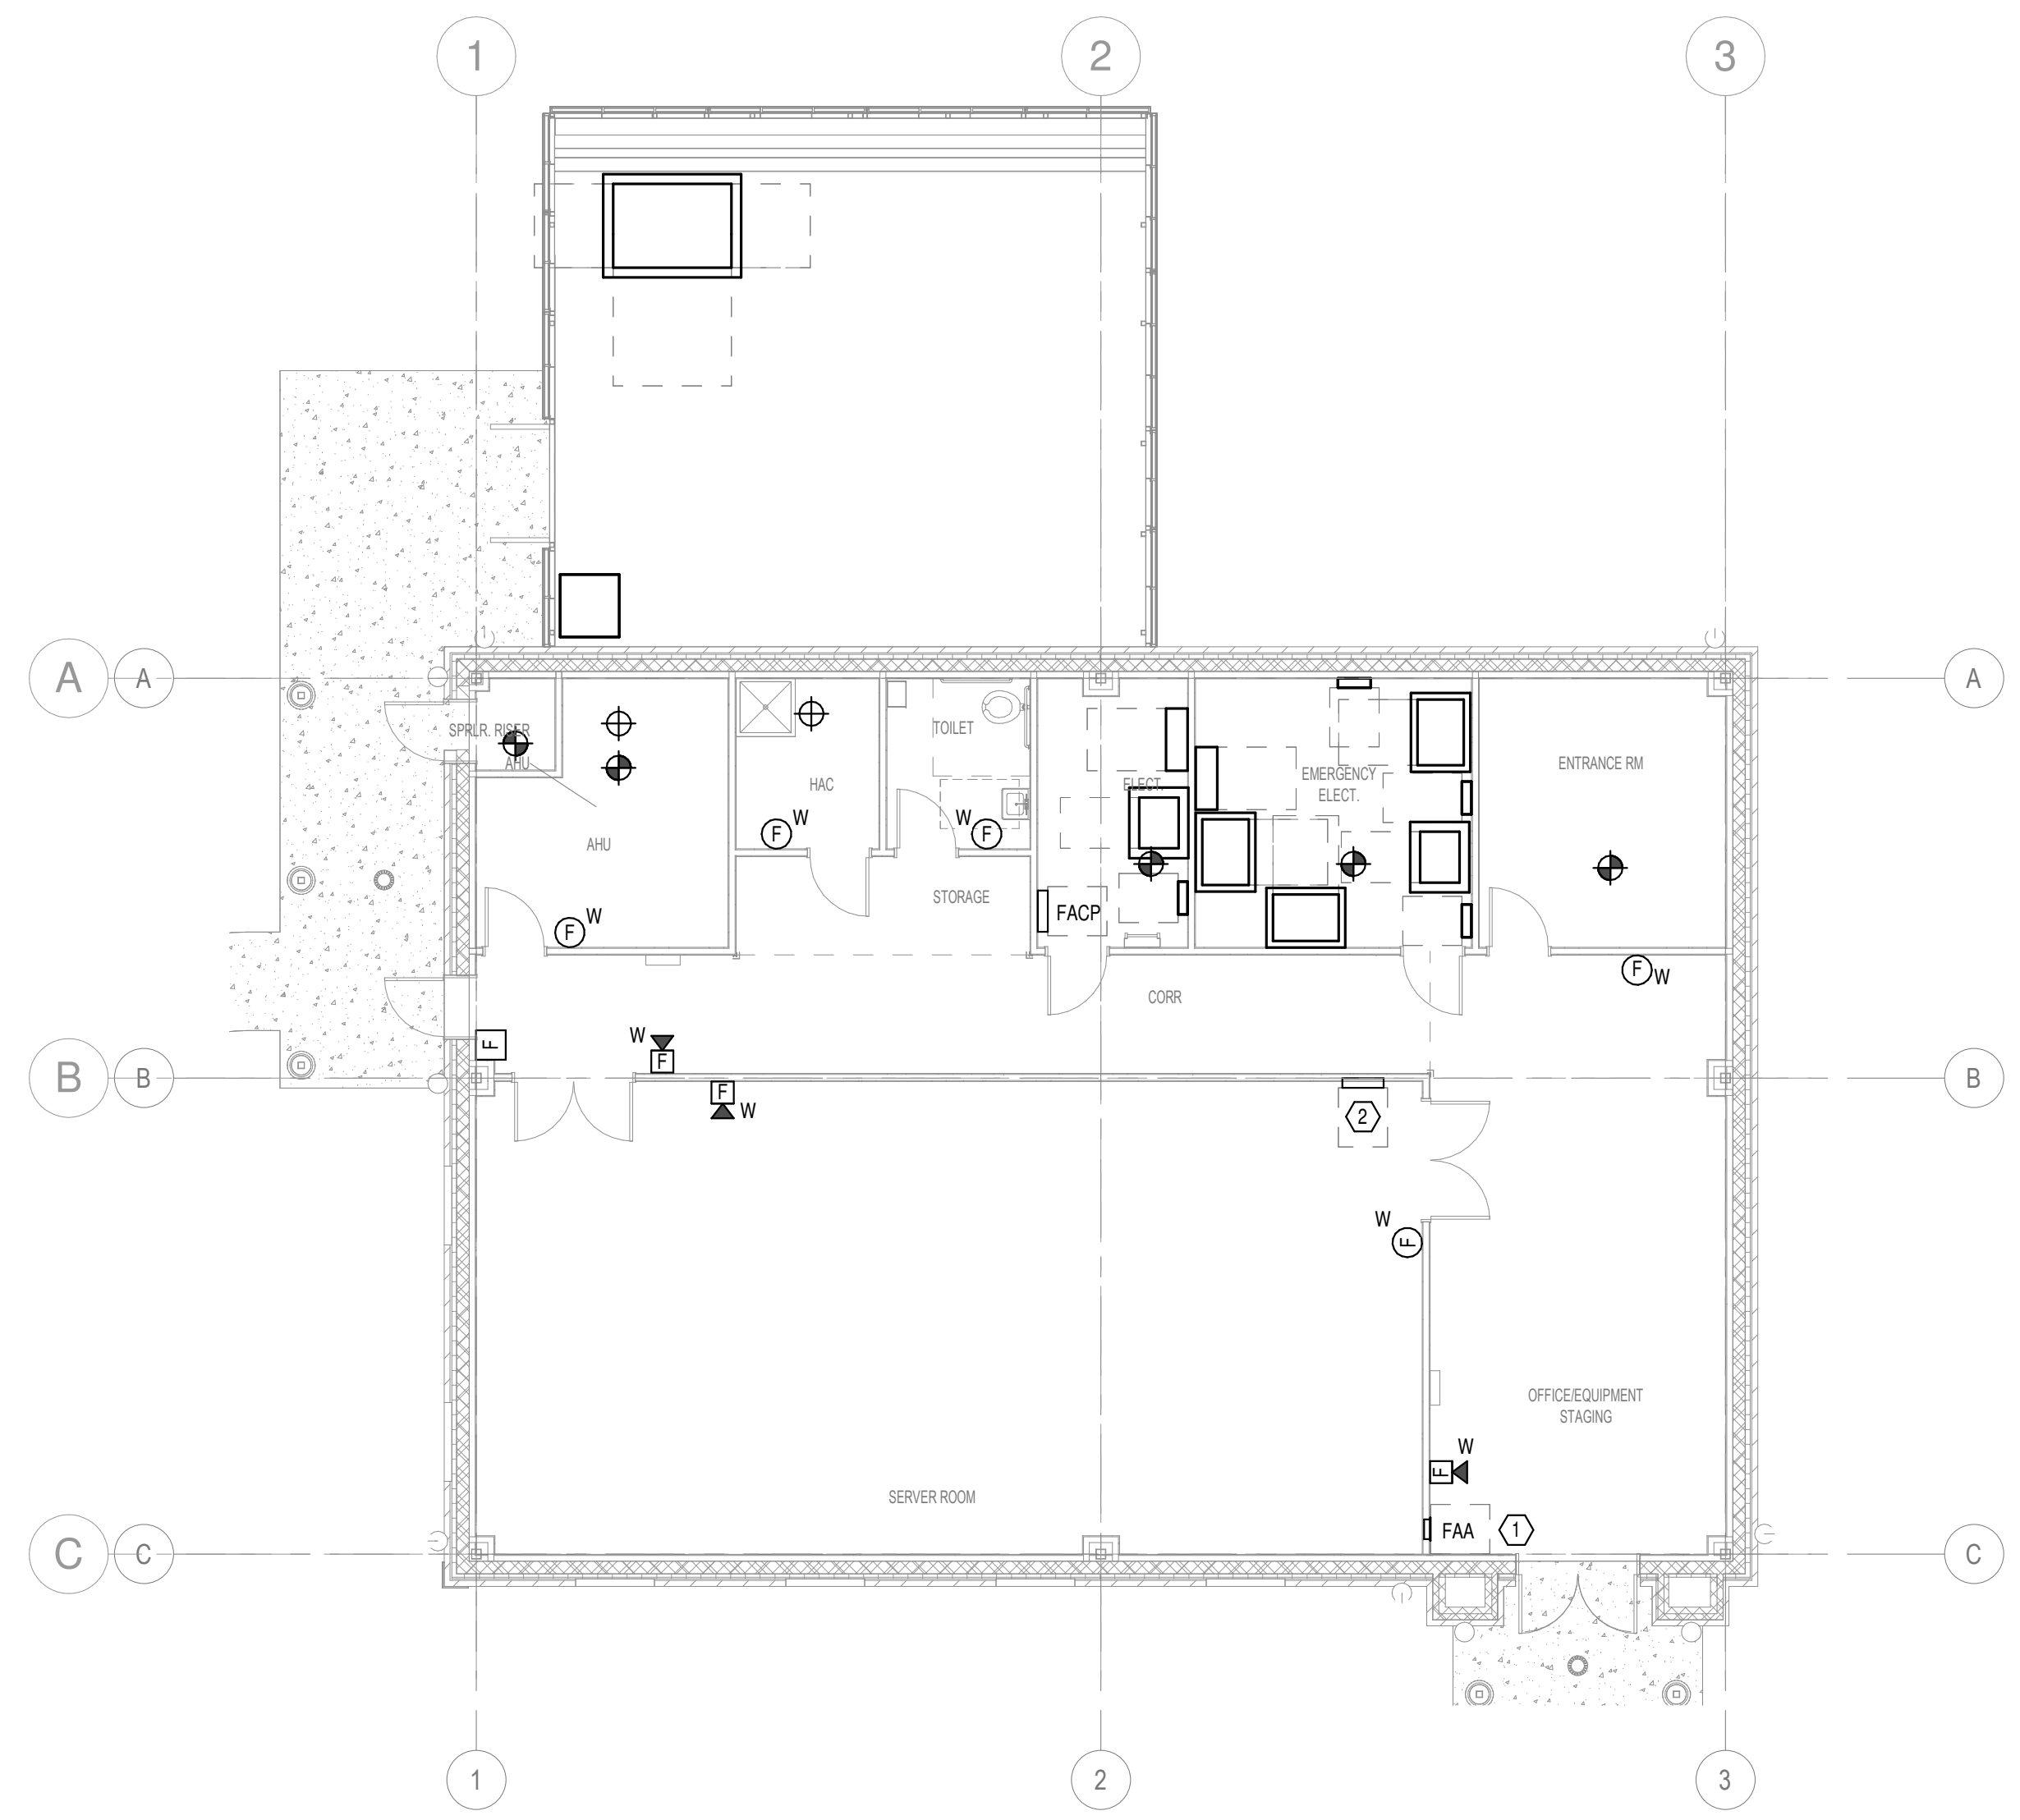 1 2 3
A A A
SPRLR. RISER
AHU
TOILET
HAC
ELECT.
EMERGENCY
ELECT.
ENTRANCE RM
W
F
W
F
AHU
STORAGE
W
F
FACP
CORR
F
W
F
W
F
B B B
F
W
2
W
F
OFFICE/EQUIPMENT
STAGING
W
F
SERVER ROOM
FAA 1
C C C
1 2 3